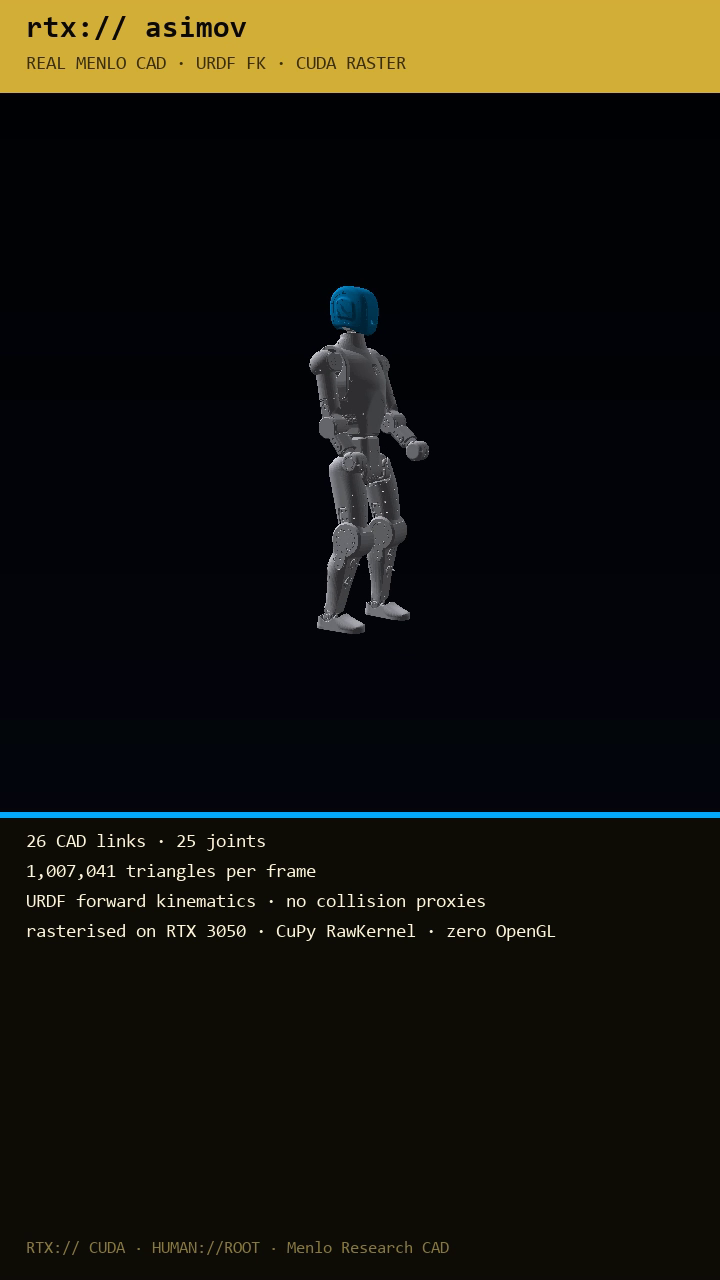 rtx:// asimov
REAL MENLO CAD · URDF FK · CUDA RASTER
26 CAD links · 25 joints
1,007,041 triangles per frame
URDF forward kinematics · no collision proxies
rasterised on RTX 3050 · CuPy RawKernel · zero OpenGL
RTX:// CUDA · HUMAN://ROOT · Menlo Research CAD